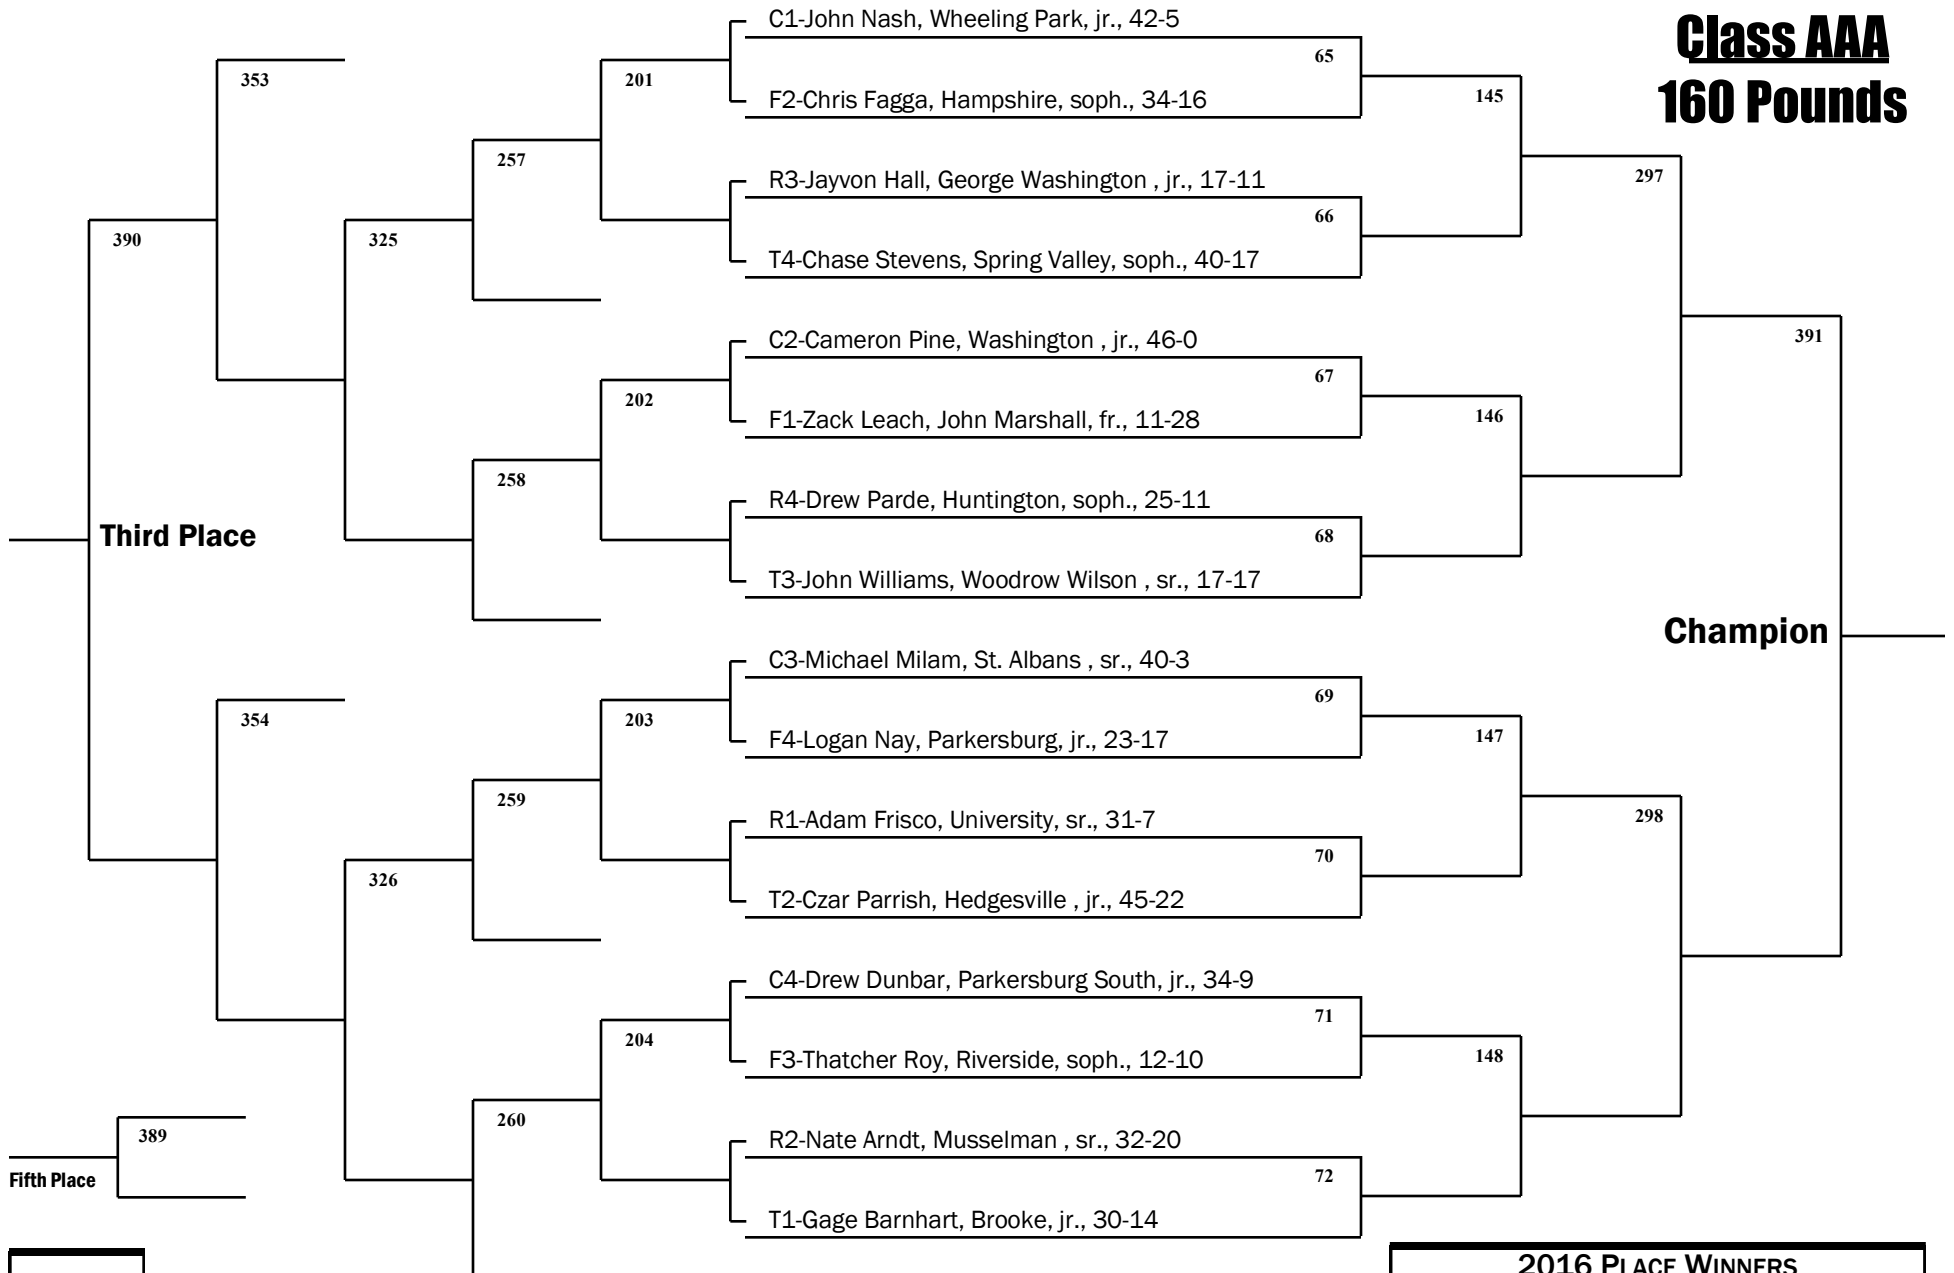 Class AAA
160 Pounds
C1-John Nash, Wheeling Park, jr., 42-5
65
353
201
F2-Chris Fagga, Hampshire, soph., 34-16
145
257
R3-Jayvon Hall, George Washington , jr., 17-11
297
66
390
325
T4-Chase Stevens, Spring Valley, soph., 40-17
C2-Cameron Pine, Washington , jr., 46-0
391
67
202
F1-Zack Leach, John Marshall, fr., 11-28
146
258
R4-Drew Parde, Huntington, soph., 25-11
68
Third Place
T3-John Williams, Woodrow Wilson , sr., 17-17
Champion
C3-Michael Milam, St. Albans , sr., 40-3
69
354
203
F4-Logan Nay, Parkersburg, jr., 23-17
147
259
R1-Adam Frisco, University, sr., 31-7
298
70
326
T2-Czar Parrish, Hedgesville , jr., 45-22
C4-Drew Dunbar, Parkersburg South, jr., 34-9
71
204
F3-Thatcher Roy, Riverside, soph., 12-10
148
260
389
R2-Nate Arndt, Musselman , sr., 32-20
72
Fifth Place
T1-Gage Barnhart, Brooke, jr., 30-14
2016 PLACE WINNERS